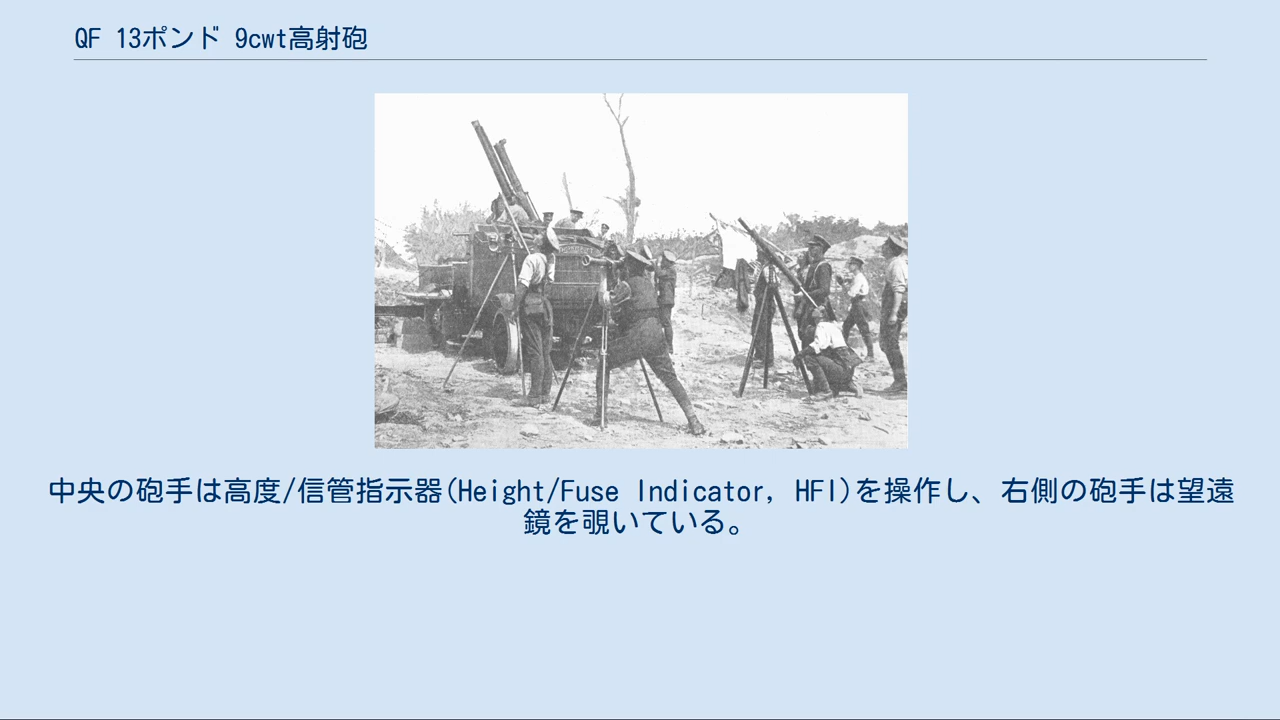 QF 13ポンド 9cwt高射砲
中央の砲手は高度/信管指示器(Height/Fuse Indicator, HFI)を操作し、右側の砲手は望遠
鏡を覗いている。